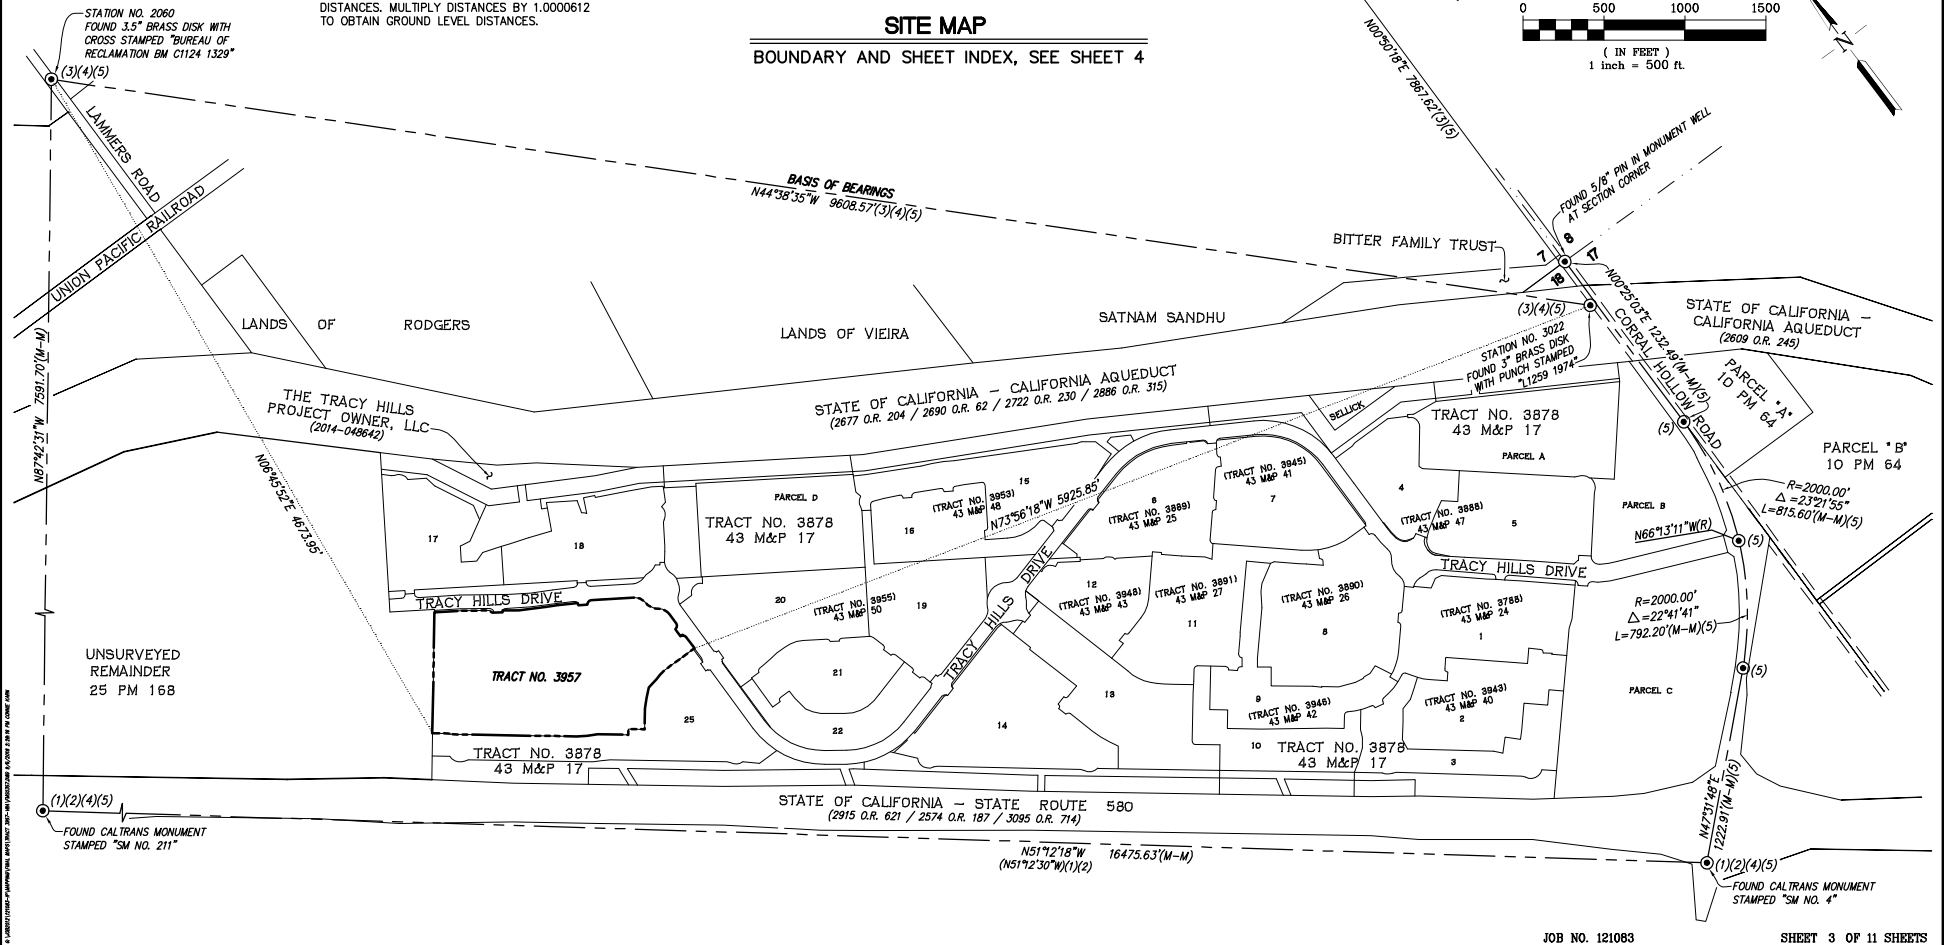 STATION NO. 2060
FOUND 3.5" BRASS DISK WITH
CROSS STAMPED "BUREAU OF
RECLAMATION BM C1124 1329"
DISTANCES. MULTIPLY DISTANCES BY 1.0000612
TO OBTAIN GROUND LEVEL DISTANCES.
SITE MAP
BOUNDARY AND SHEET INDEX, SEE SHEET 4
0 500 1000 1500
( IN FEET )
1 inch = 500 ft.
N
(3)(4)(5)
LAMMERS ROAD
UNION PACIFIC RAILROAD
BASIS OF BEARINGS
N44°38'35"W 9608.57'(3)(4)(5)
N00°50'18"E 7867.62'(3)(5)
FOUND 5/8" PIN IN MONUMENT WELL
AT SECTION CORNER
BITTER FAMILY TRUST
7
8
17
18
N00°25'03"E 1232.49'(M-M)(5)
CORRAL HOLLOW ROAD
(3)(4)(5)
STATION NO. 3022
FOUND 3" BRASS DISK
WITH PUNCH STAMPED
"L1259 1974"
STATE OF CALIFORNIA -
CALIFORNIA AQUEDUCT
(2609 O.R. 245)
LANDS OF RODGERS
LANDS OF VIEIRA
SATNAM SANDHU
N87°42'31"W 7591.70'(M-M)
THE TRACY HILLS
PROJECT OWNER, LLC
(2014-048642)
STATE OF CALIFORNIA - CALIFORNIA AQUEDUCT
(2677 O.R. 204 / 2690 O.R. 62 / 2722 O.R. 230 / 2886 O.R. 315)
SELLICK
TRACT NO. 3878
43 M&P 17
PARCEL A
PARCEL "A"
10 PM 64
(5)
PARCEL "B"
10 PM 64
R=2000.00'
Δ=23°21'55"
L=815.60'(M-M)(5)
N06°45'52"E 4673.95'
17
18
PARCEL D
TRACT NO. 3878
43 M&P 17
15
16
(TRACT NO. 3953)
43 M&P 48
N73°56'18"W 5925.85'
6
(TRACT NO. 3889)
43 M&P 25
(TRACT NO. 3945)
43 M&P 41
7
4
(TRACT NO. 3888)
43 M&P 47
5
PARCEL B
N66°13'11"W(R)
(5)
TRACY HILLS DRIVE
TRACY HILLS DRIVE
TRACY HILLS DRIVE
20
(TRACT NO. 3955)
43 M&P 50
19
12
(TRACT NO. 3948)
43 M&P 43
(TRACT NO. 3891)
43 M&P 27
11
(TRACT NO. 3890)
43 M&P 26
8
(TRACT NO. 3788)
43 M&P 24
1
R=2000.00'
Δ=22°41'41"
L=792.20'(M-M)(5)
(5)
UNSURVEYED
REMAINDER
25 PM 168
TRACT NO. 3957
21
22
25
13
14
9
(TRACT NO. 3946)
43 M&P 42
10
(TRACT NO. 3943)
43 M&P 40
2
3
PARCEL C
TRACT NO. 3878
43 M&P 17
TRACT NO. 3878
43 M&P 17
STATE OF CALIFORNIA - STATE ROUTE 580
(2915 O.R. 621 / 2574 O.R. 187 / 3095 O.R. 714)
(1)(2)(4)(5)
FOUND CALTRANS MONUMENT
STAMPED "SM NO. 211"
N51°12'18"W 16475.63'(M-M)
(N51°12'30"W)(1)(2)
N47°31'48"E
1222.91'(M-M)(5)
(1)(2)(4)(5)
FOUND CALTRANS MONUMENT
STAMPED "SM NO. 4"
JOB NO. 121083
SHEET 3 OF 11 SHEETS